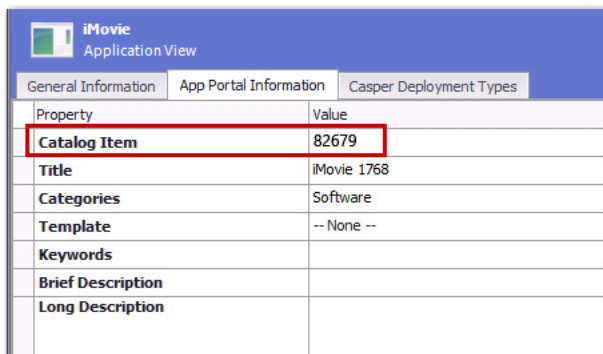 iMovie
Application View
General Information App Portal Information Casper Deployment Types
Property Value
Catalog Item 82679
Title iMovie 1768
Categories Software
Template -- None --
Keywords
Brief Description
Long Description